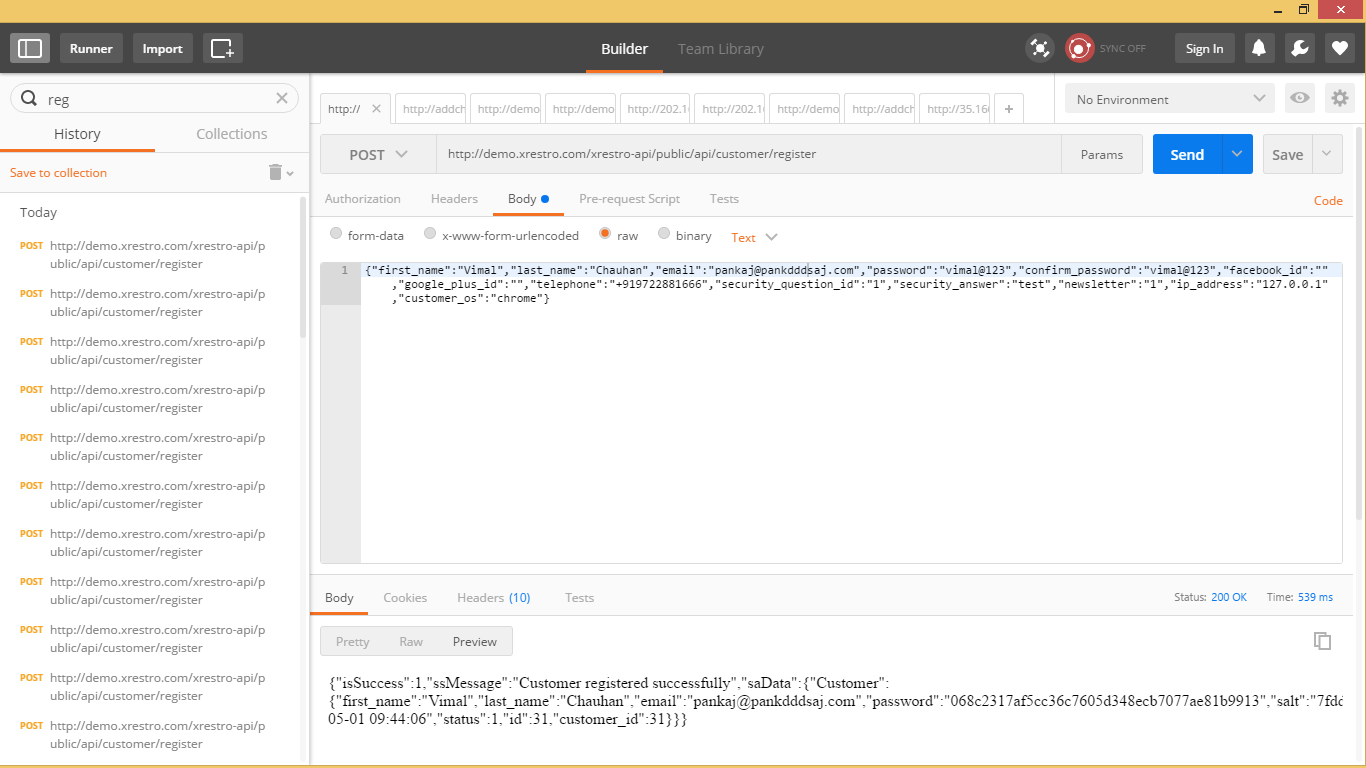 Runner
Import
Builder
Team Library
SYNC OFF
Sign In
reg
History
Collections
Save to collection
Today
POST http://demo.xrestro.com/xrestro-api/p
ublic/api/customer/register
POST http://demo.xrestro.com/xrestro-api/p
ublic/api/customer/register
POST http://demo.xrestro.com/xrestro-api/p
ublic/api/customer/register
POST http://demo.xrestro.com/xrestro-api/p
ublic/api/customer/register
POST http://demo.xrestro.com/xrestro-api/p
ublic/api/customer/register
POST http://demo.xrestro.com/xrestro-api/p
ublic/api/customer/register
POST http://demo.xrestro.com/xrestro-api/p
ublic/api/customer/register
POST http://demo.xrestro.com/xrestro-api/p
ublic/api/customer/register
POST http://demo.xrestro.com/xrestro-api/p
ublic/api/customer/register
POST http://demo.xrestro.com/xrestro-api/p
ublic/api/customer/register
POST http://demo.xrestro.com/xrestro-api/p
ublic/api/customer/register
http:// http://addch http://demo http://demo http://202.1 http://202.1 http://demo http://addch http://35.16
No Environment
POST http://demo.xrestro.com/xrestro-api/public/api/customer/register Params Send Save
Authorization Headers Body Pre-request Script Tests Code
form-data x-www-form-urlencoded raw binary Text
1 {"first_name":"Vimal","last_name":"Chauhan","email":"pankaj@pankdddsaj.com","password":"vimal@123","confirm_password":"vimal@123","facebook_id":""
,"google_plus_id":"","telephone":"+919722881666","security_question_id":"1","security_answer":"test","newsletter":"1","ip_address":"127.0.0.1"
,"customer_os":"chrome"}
Body Cookies Headers (10) Tests Status: 200 OK Time: 539 ms
Pretty Raw Preview
{"isSuccess":1,"ssMessage":"Customer registered successfully","saData":{"Customer":
{"first_name":"Vimal","last_name":"Chauhan","email":"pankaj@pankdddsaj.com","password":"068c2317af5cc36c7605d348ecb7077ae81b9913","salt":"7fdd
05-01 09:44:06","status":1,"id":31,"customer_id":31}}}